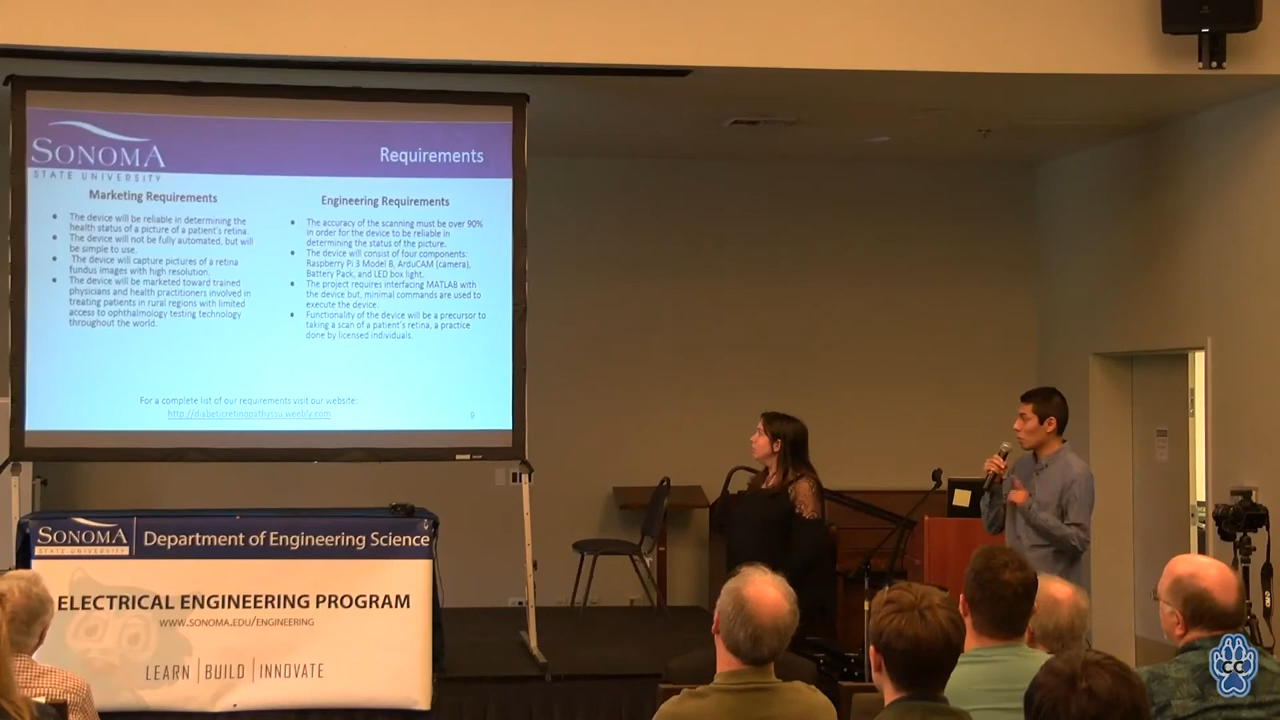 SONOMA
STATE UNIVERSITY
Requirements
Marketing Requirements
• The device will be reliable in determining the
health status of a picture of a patient's retina.
• The device will not be fully automated, but will
be simple to use.
• The device will capture pictures of a retina
fundus images with high resolution.
• The device will be marketed toward trained
physicians and health practitioners involved in
treating patients in rural regions with limited
access to ophthalmology testing technology
throughout the world.
Engineering Requirements
• The accuracy of the scanning must be over 90%
in order for the device to be reliable in
determining the status of the picture.
• The device will consist of four components:
Raspberry Pi 3 Model B, ArduCAM (camera),
Battery Pack, and LED box light.
• The project requires interfacing MATLAB with
the device but, minimal commands are used to
execute the device.
• Functionality of the device will be a precursor to
taking a scan of a patient's retina, a practice
done by licensed individuals.
For a complete list of our requirements visit our website:
http://diabeticretinopathyssu.weebly.com
9
SONOMA
STATE UNIVERSITY
Department of Engineering Science
ELECTRICAL ENGINEERING PROGRAM
WWW.SONOMA.EDU/ENGINEERING
LEARN | BUILD | INNOVATE
CC